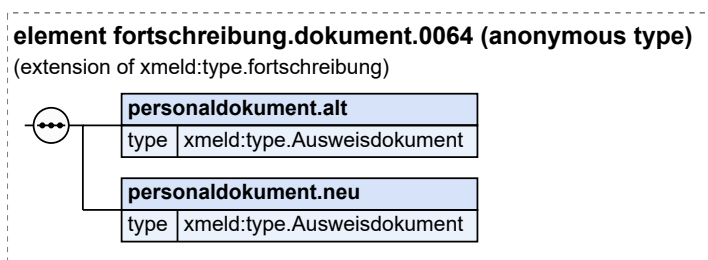 element fortschreibung.dokument.0064 (anonymous type)
(extension of xmeld:type.fortschreibung)
personaldokument.alt
type xmeld:type.Ausweisdokument
personaldokument.neu
type xmeld:type.Ausweisdokument